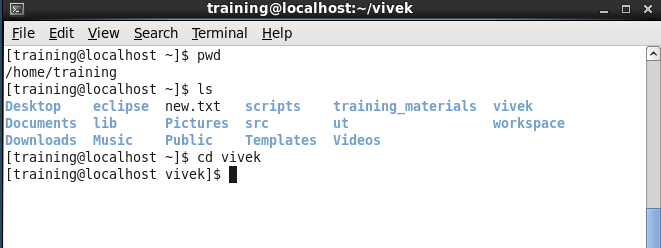 training@localhost:~/vivek
File Edit View Search Terminal Help
[training@localhost ~]$ pwd
/home/training
[training@localhost ~]$ ls
Desktop    eclipse  new.txt   scripts    training_materials  vivek
Documents  lib      Pictures  src        ut                  workspace
Downloads  Music    Public    Templates  Videos
[training@localhost ~]$ cd vivek
[training@localhost vivek]$